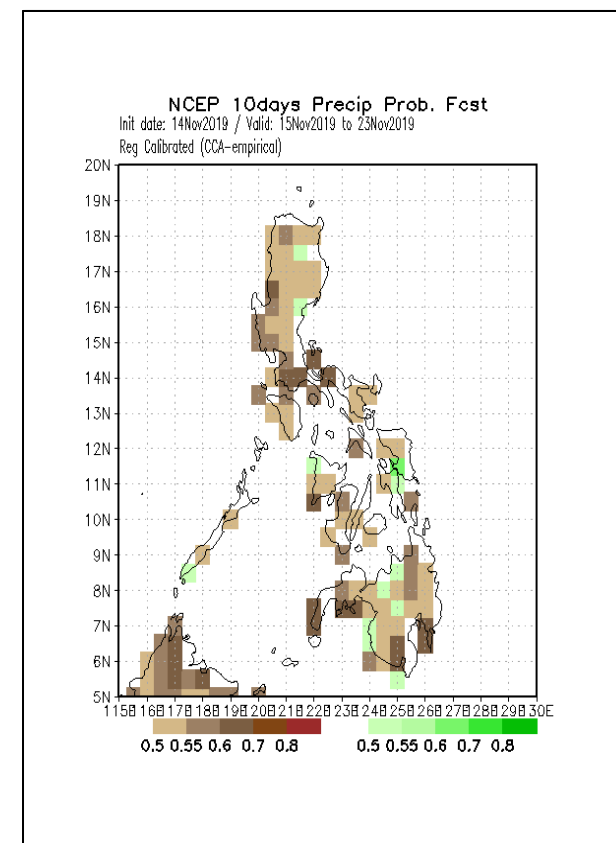 NCEP 10days Precip Prob. Fcst
Init date: 14Nov2019 / Valid: 15Nov2019 to 23Nov2019
Reg Calibrated (CCA-empirical)
20N
19N
18N
17N
16N
15N
14N
13N
12N
11N
10N
9N
8N
7N
6N
5N
115E 116E 117E 118E 119E 120E 121E 122E 123E 124E 125E 126E 127E 128E 129E 130E
0.5 0.55 0.6 0.7 0.8 0.5 0.55 0.6 0.7 0.8